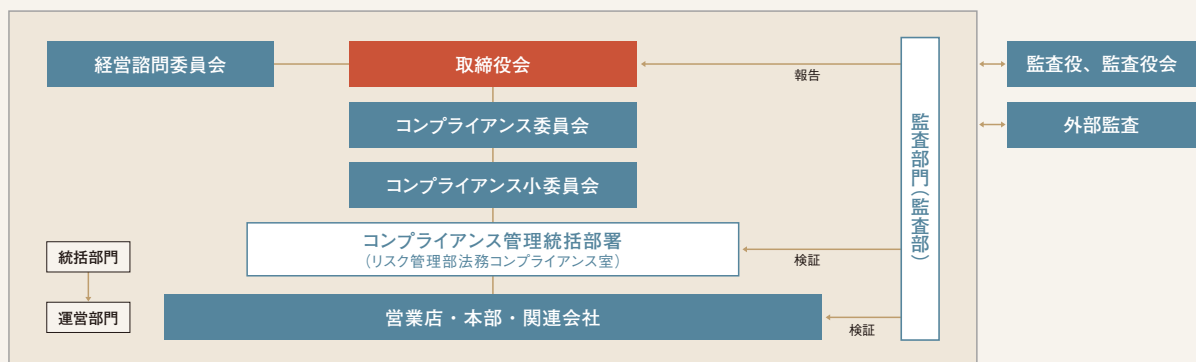 経営諮問委員会
取締役会
報告
監査役、監査役会
コンプライアンス委員会
外部監査
監査部門(監査部)
コンプライアンス小委員会
コンプライアンス管理統括部署
(リスク管理部法務コンプライアンス室)
検証
統括部門
運営部門
営業店・本部・関連会社
検証